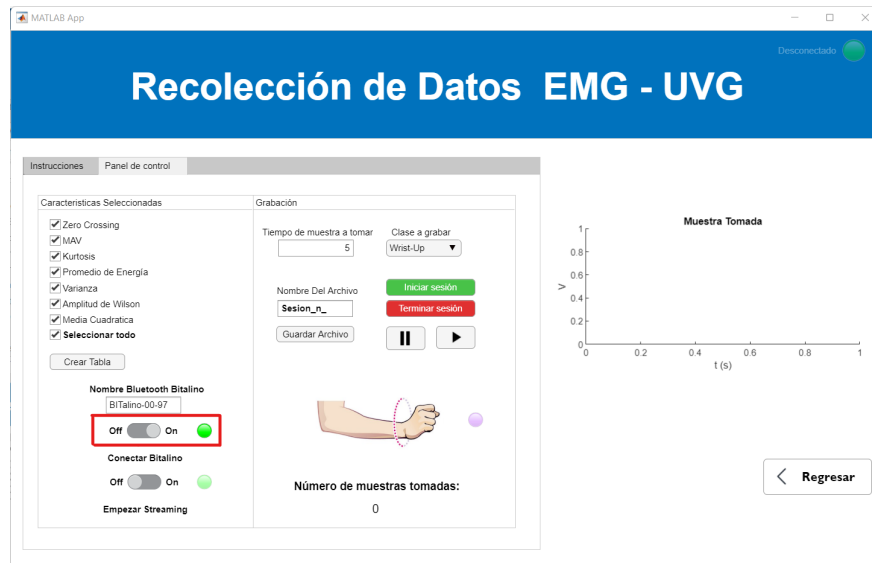 MATLAB App
Desconectado
Recolección de Datos EMG - UVG
Instrucciones Panel de control
Caracteristicas Seleccionadas
Zero Crossing
MAV
Kurtosis
Promedio de Energía
Varianza
Amplitud de Wilson
Media Cuadratica
Seleccionar todo
Crear Tabla
Nombre Bluetooth Bitalino
BITalino-00-97
Off On
Conectar Bitalino
Off On
Empezar Streaming
Grabación
Tiempo de muestra a tomar Clase a grabar
5 Wrist-Up
Nombre Del Archivo Iniciar sesión
Sesion_n_ Terminar sesión
Guardar Archivo
Número de muestras tomadas:
0
Muestra Tomada
1
0.8
0.6
V
0.4
0.2
0
0 0.2 0.4 0.6 0.8 1
t (s)
Regresar